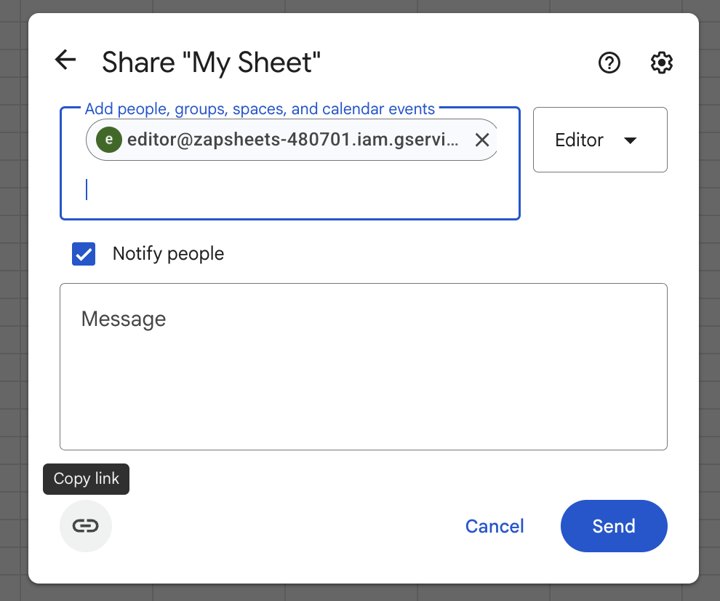 Share "My Sheet"
Add people, groups, spaces, and calendar events
e editor@zapsheets-480701.iam.gservi...
Editor
Notify people
Message
Copy link
Cancel
Send